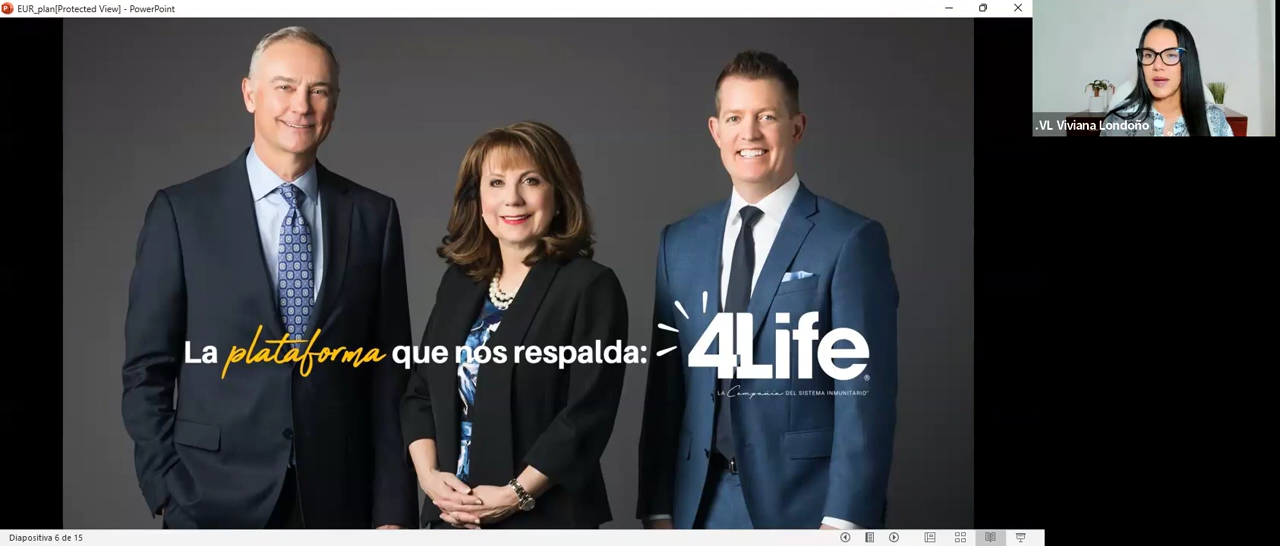 EUR_plan[Protected View] - PowerPoint
.VL Viviana Londoño
La plataforma que nos respalda: 4Life®
LA Compañía DEL SISTEMA INMUNITARIO™
Diapositiva 6 de 15